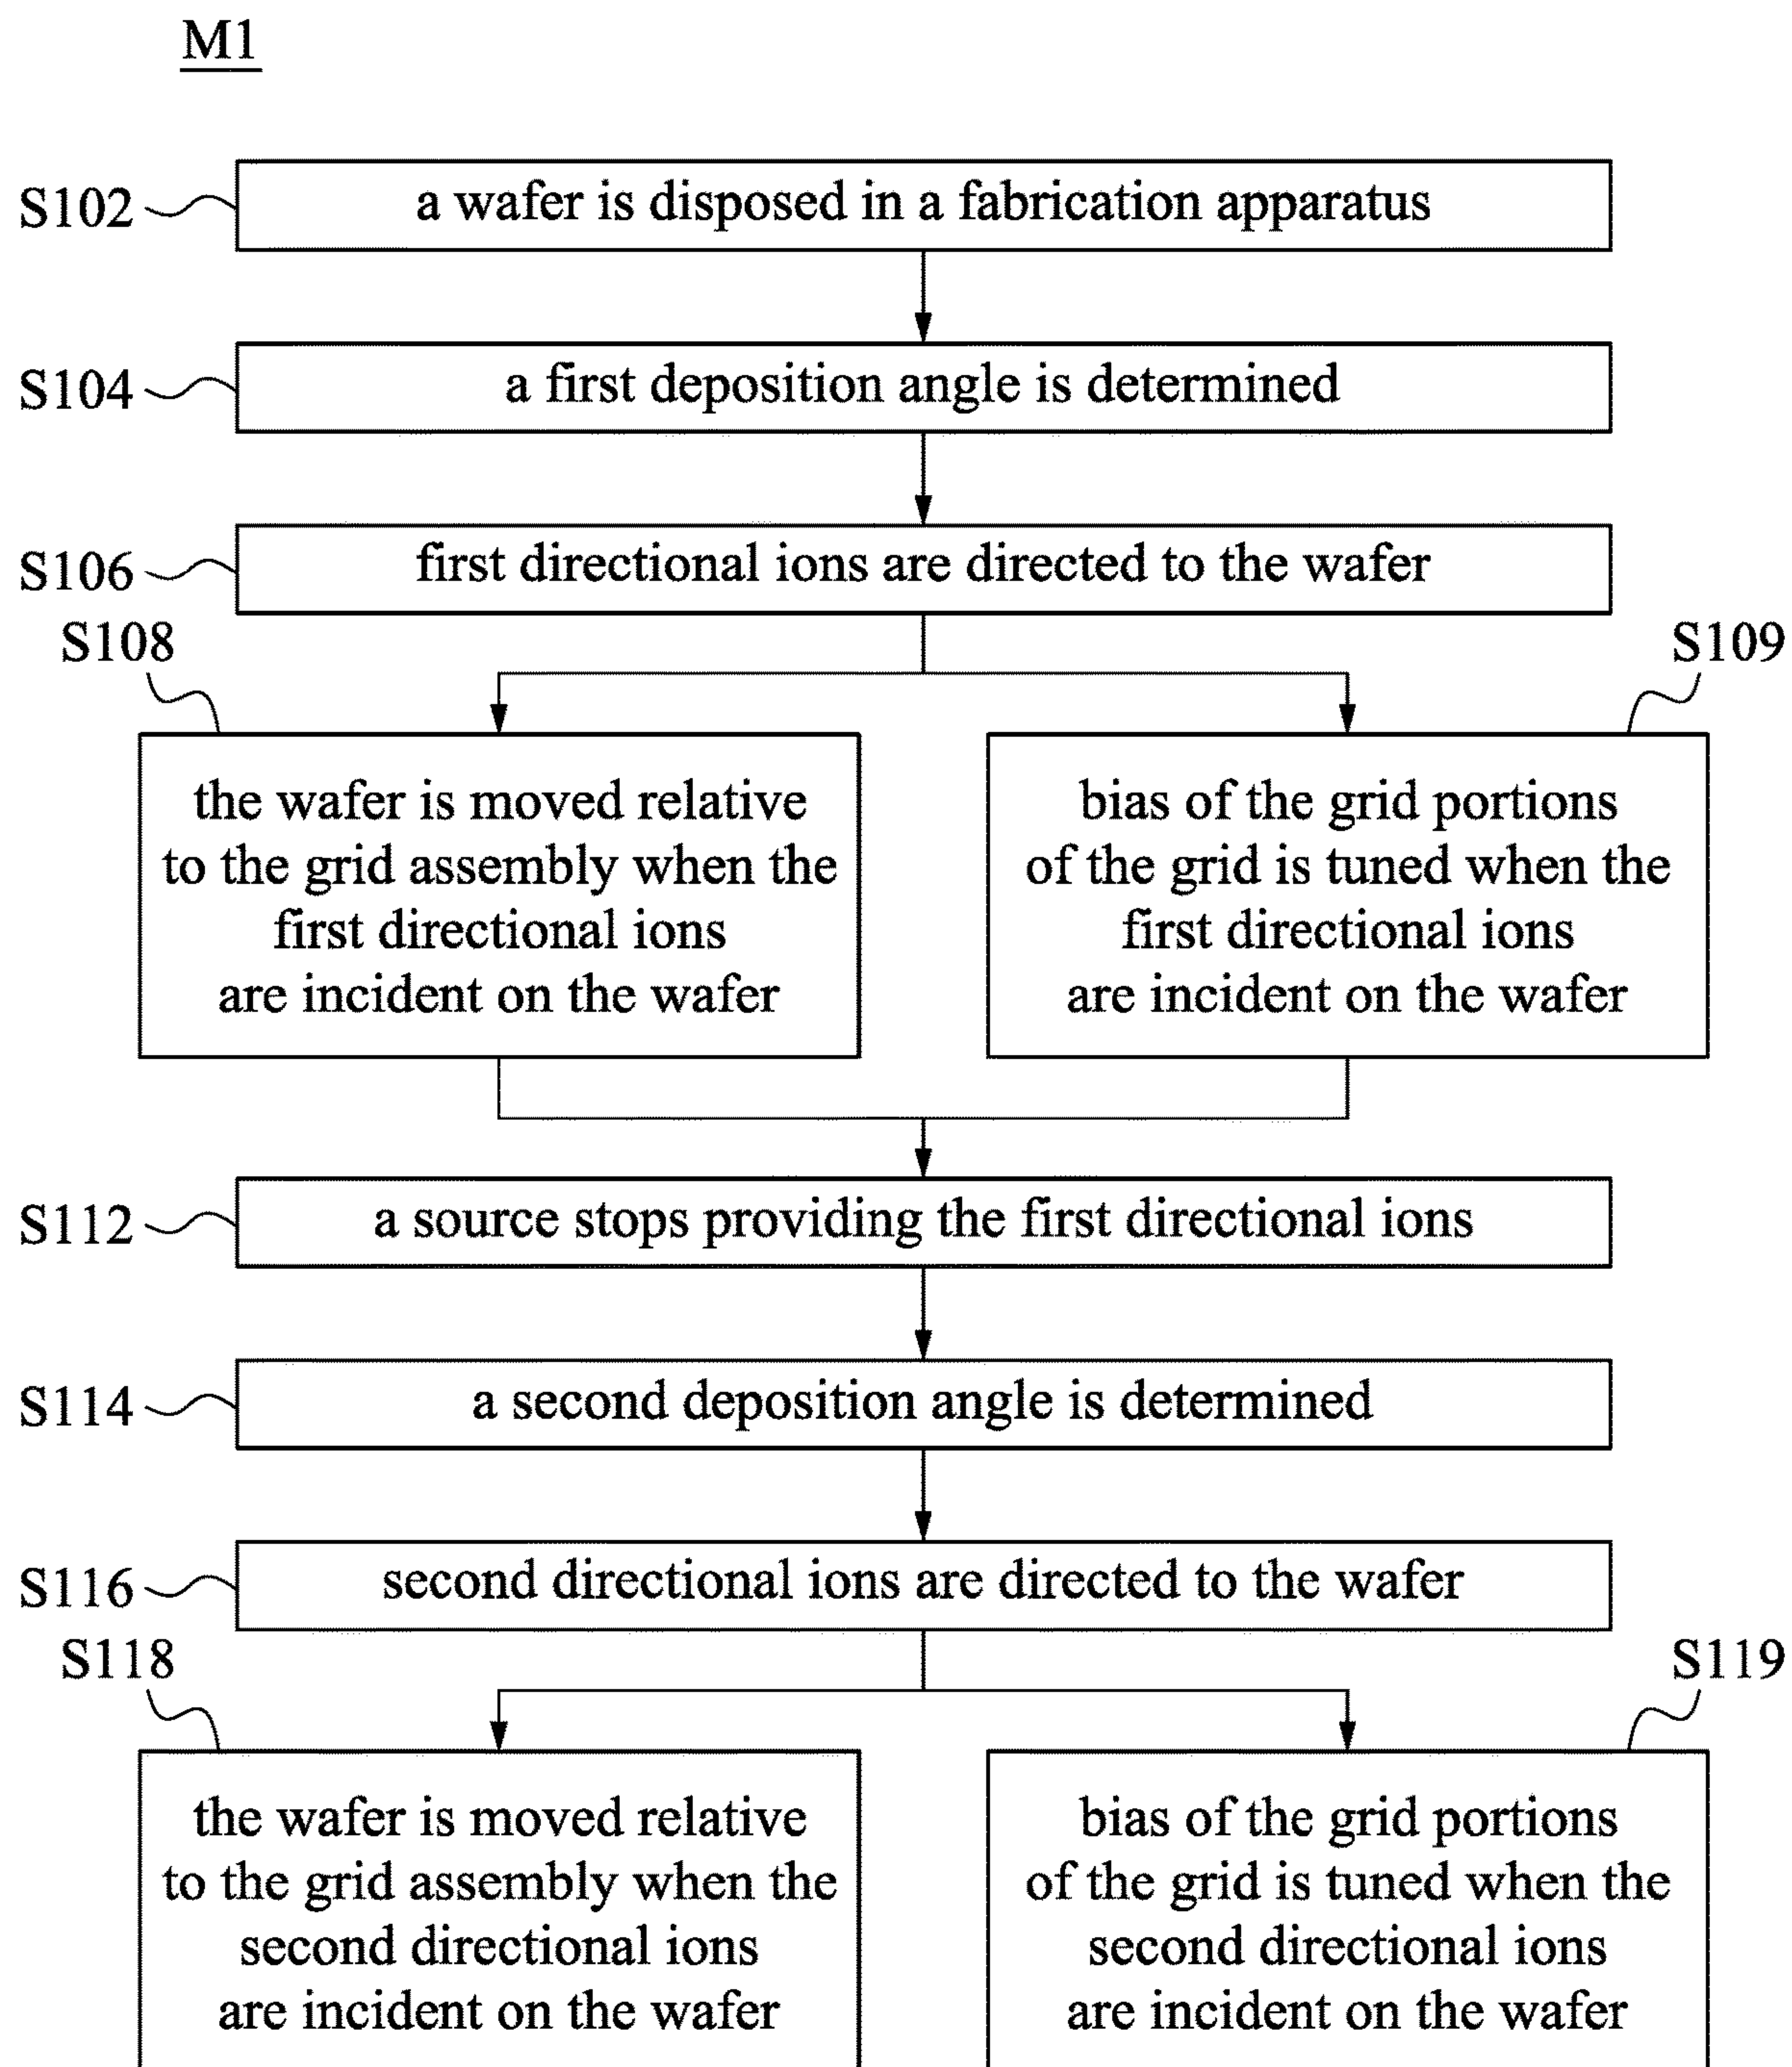 M1
S102
a wafer is disposed in a fabrication apparatus
S104
a first deposition angle is determined
S106
first directional ions are directed to the wafer
S108
S109
the wafer is moved relative
to the grid assembly when the
first directional ions
are incident on the wafer
bias of the grid portions
of the grid is tuned when the
first directional ions
are incident on the wafer
S112
a source stops providing the first directional ions
S114
a second deposition angle is determined
S116
second directional ions are directed to the wafer
S118
S119
the wafer is moved relative
to the grid assembly when the
second directional ions
are incident on the wafer
bias of the grid portions
of the grid is tuned when the
second directional ions
are incident on the wafer